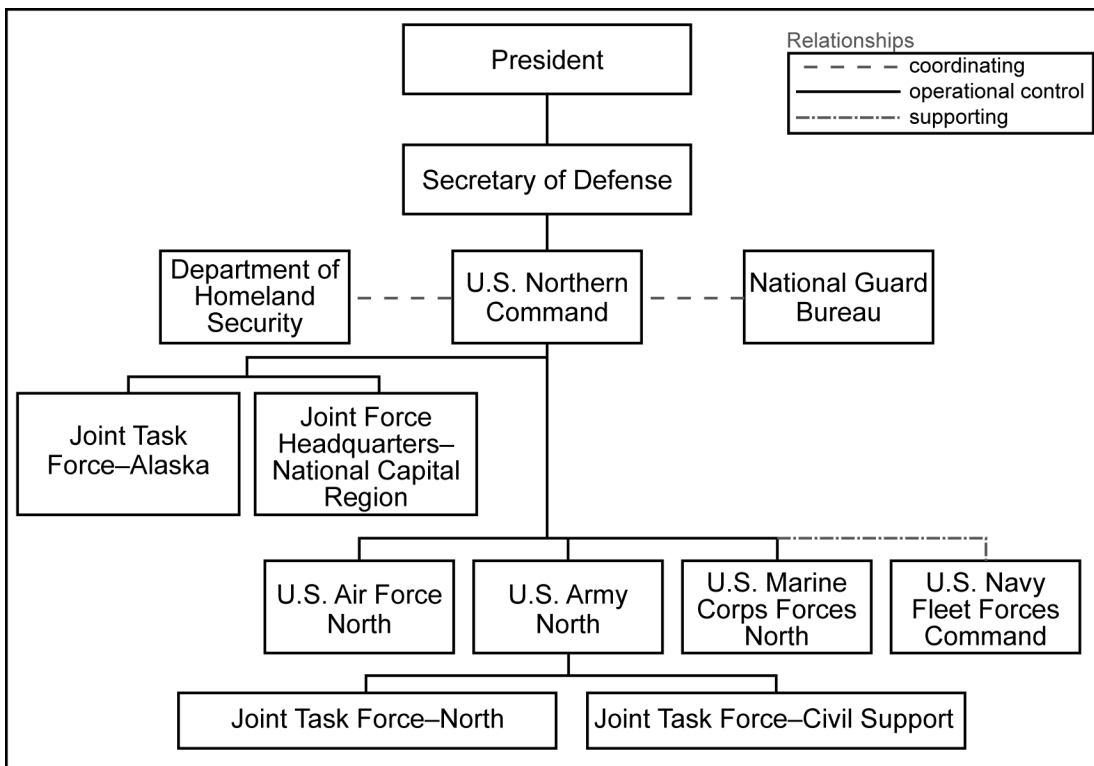 President
Relationships
coordinating
operational control
supporting
Secretary of Defense
Department of
Homeland
Security
U.S. Northern
Command
National Guard
Bureau
Joint Task
Force–Alaska
Joint Force
Headquarters–
National Capital
Region
U.S. Air Force
North
U.S. Army
North
U.S. Marine
Corps Forces
North
U.S. Navy
Fleet Forces
Command
Joint Task Force–North
Joint Task Force–Civil Support